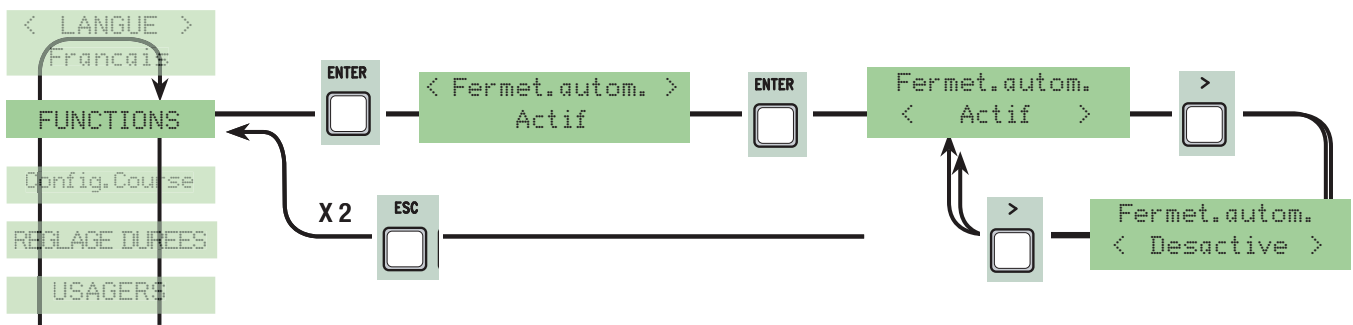 < LANGUE >
Francais
FUNCTIONS
Config.Course
REGLAGE DUREES
USAGERS
ENTER
< Fermet.autom. >
Actif
ENTER
Fermet.autom.
< Actif >
>
Fermet.autom.
< Desactive >
>
X 2
ESC